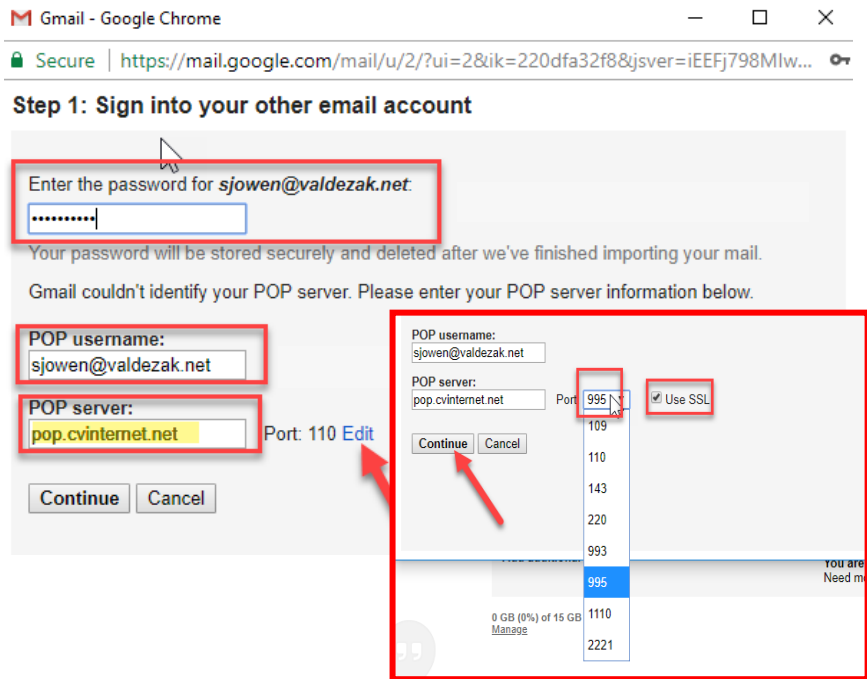 Gmail - Google Chrome
Secure | https://mail.google.com/mail/u/2/?ui=2&ik=220dfa32f8&jsver=iEEFj798MIw...
Step 1: Sign into your other email account
Enter the password for sjowen@valdezak.net:
••••••••••
Your password will be stored securely and deleted after we've finished importing your mail.
Gmail couldn't identify your POP server. Please enter your POP server information below.
POP username:
sjowen@valdezak.net
POP server:
pop.cvinternet.net Port: 110 Edit
Continue Cancel
POP username:
sjowen@valdezak.net
POP server:
pop.cvinternet.net Port 995 Use SSL
Continue Cancel
109
110
143
220
993
995
1110
2221
You are
Need
0 GB (0%) of 15 GB
Manage